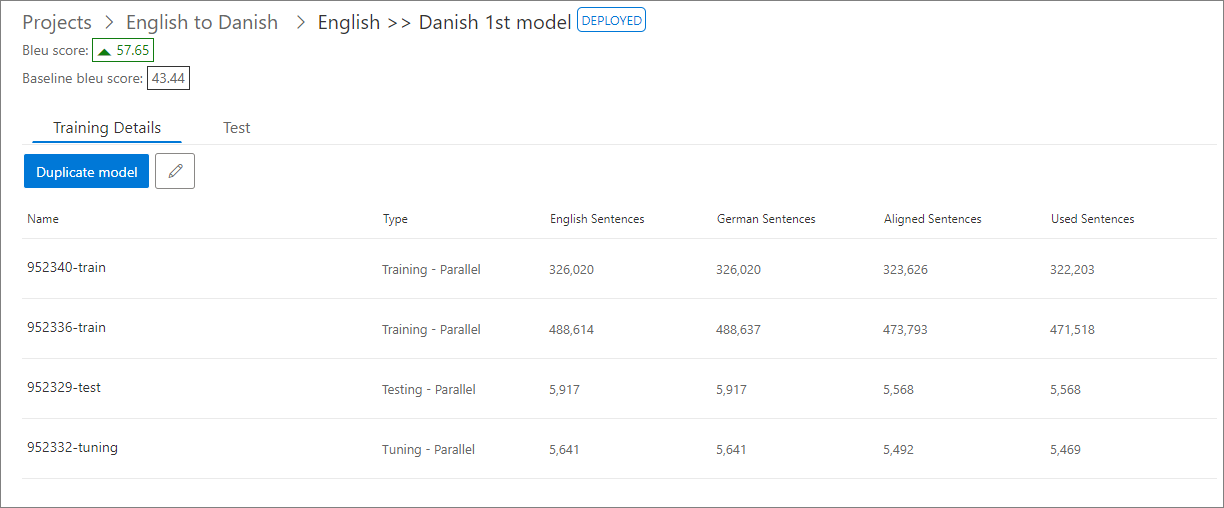 Projects > English to Danish > English >> Danish 1st model DEPLOYED
Bleu score: ▲ 57.65
Baseline bleu score: 43.44
Training Details Test
Duplicate model
Name Type English Sentences German Sentences Aligned Sentences Used Sentences
952340-train Training - Parallel 326,020 326,020 323,626 322,203
952336-train Training - Parallel 488,614 488,637 473,793 471,518
952329-test Testing - Parallel 5,917 5,917 5,568 5,568
952332-tuning Tuning - Parallel 5,641 5,641 5,492 5,469